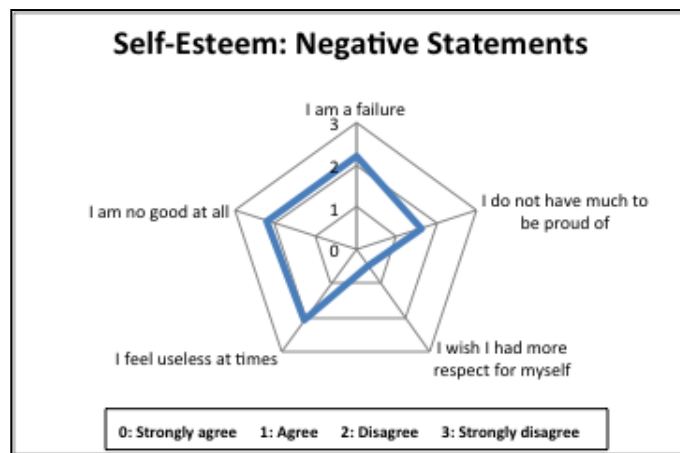 Self-Esteem: Negative Statements
I am a failure
3
2
1
0
I do not have much to
be proud of
I wish I had more
respect for myself
I feel useless at times
I am no good at all
0: Strongly agree 1: Agree 2: Disagree 3: Strongly disagree